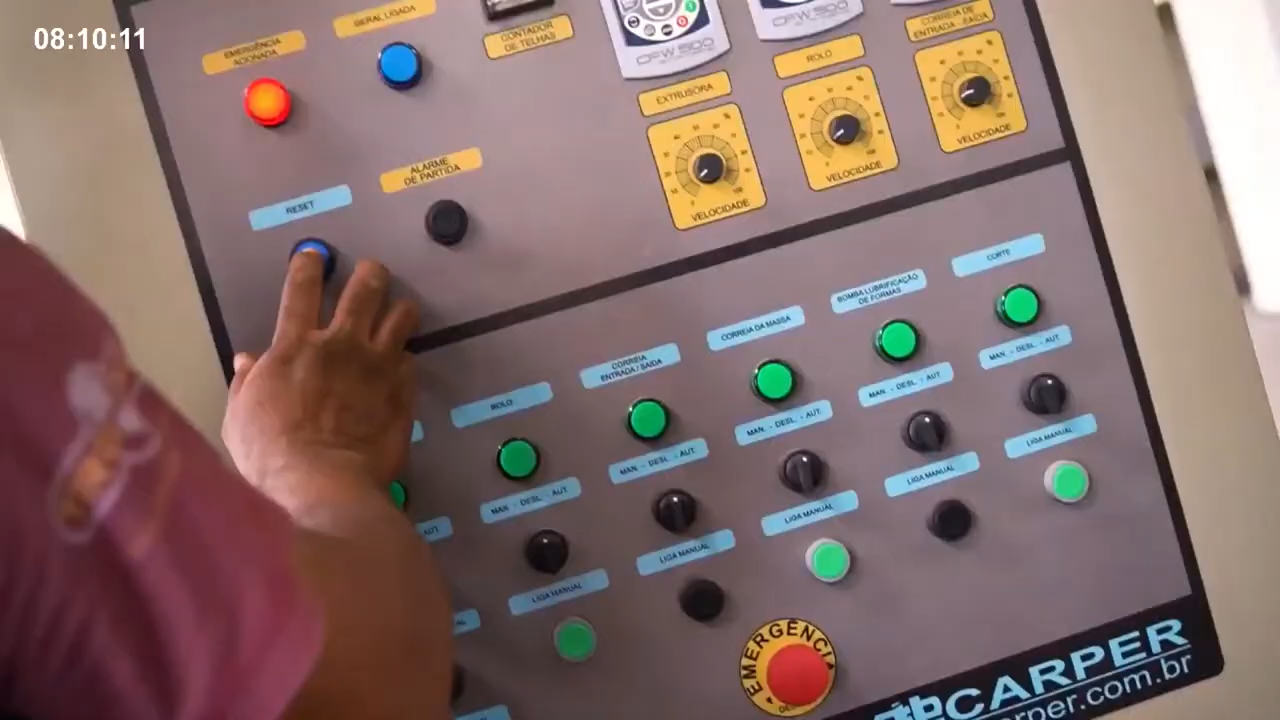 08:10:11
EMERGÊNCIA
ACIONADA
GERAL LIGADA
CONTADOR
DE TELHAS
CFW 500
CFW 500
CORREIA DE
ENTRADA - SAÍDA
EXTRUSORA
ROLO
VELOCIDADE
VELOCIDADE
VELOCIDADE
RESET
ALARME
DE PARTIDA
ROLO
CORREIA
ENTRADA / SAÍDA
CORREIA DA MASSA
BOMBA LUBRIFICAÇÃO
DE FORMAS
CORTE
AUT.
MAN. - DESL. - AUT.
MAN. - DESL. - AUT.
MAN. - DESL. - AUT.
MAN. - DESL. - AUT.
MAN. - DESL. - AUT.
LIGA MANUAL
LIGA MANUAL
LIGA MANUAL
LIGA MANUAL
LIGA MANUAL
EMERGÊNCIA
CARPER
carper.com.br